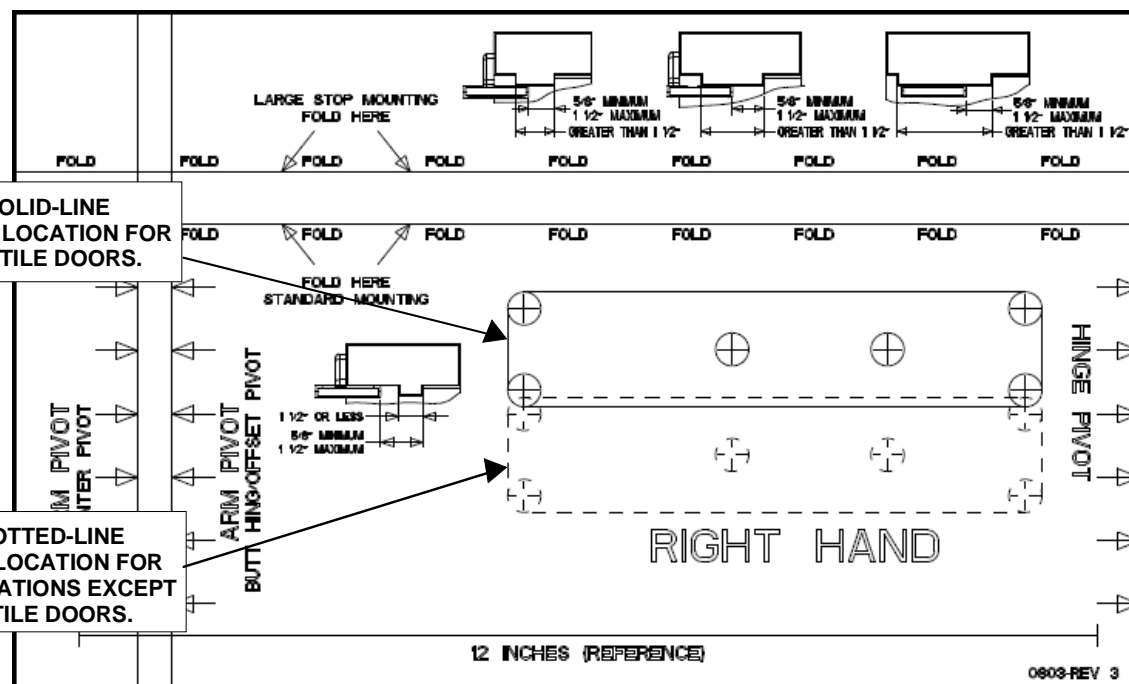 LARGE STOP MOUNTING
FOLD HERE
5/8" MINIMUM
1 1/2" MAXIMUM
GREATER THAN 1 1/2"
5/8" MINIMUM
1 1/2" MAXIMUM
GREATER THAN 1 1/2"
5/8" MINIMUM
1 1/2" MAXIMUM
GREATER THAN 1 1/2"
FOLD FOLD FOLD FOLD FOLD FOLD FOLD FOLD FOLD
OLID-LINE
LOCATION FOR
TILE DOORS.
FOLD FOLD FOLD FOLD FOLD FOLD FOLD FOLD
FOLD HERE
STANDARD MOUNTING
1 1/2" OR LESS
5/8" MINIMUM
1 1/2" MAXIMUM
HINGE PIVOT
M PIVOT
NTER PIVOT
ARM PIVOT
BUTT HING/OFFSET PIVOT
OTTED-LINE
LOCATION FOR
ATIONS EXCEPT
TILE DOORS.
RIGHT HAND
12 INCHES (REFERENCE)
0803-REV 3